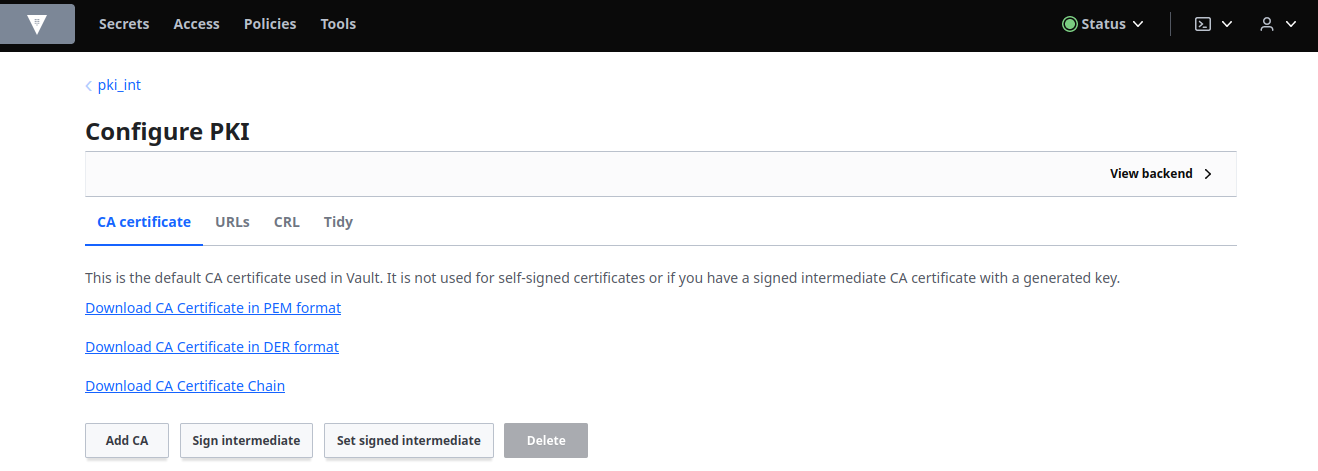 Secrets Access Policies Tools Status
pki_int
Configure PKI
View backend
CA certificate URLs CRL Tidy
This is the default CA certificate used in Vault. It is not used for self-signed certificates or if you have a signed intermediate CA certificate with a generated key.
Download CA Certificate in PEM format
Download CA Certificate in DER format
Download CA Certificate Chain
Add CA Sign intermediate Set signed intermediate Delete